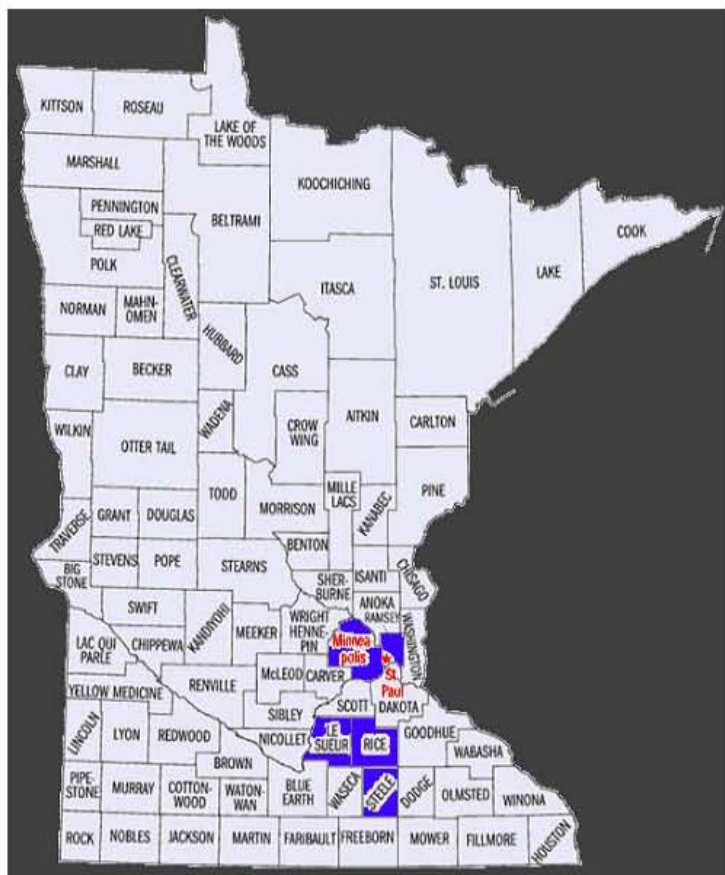 KITTSON
ROSEAU
LAKE OF
THE WOODS
MARSHALL
KOOCHICHING
PENNINGTON
BELTRAMI
RED LAKE
POLK
CLEARWATER
ITASCA
ST. LOUIS
LAKE
COOK
NORMAN
MAHN-
OMEN
HUBBARD
CASS
CLAY
BECKER
WADENA
CROW
WING
AITKIN
CARLTON
WILKIN
OTTER TAIL
TODD
MORRISON
MILLE
LACS
KANABEC
PINE
TRAVERSE
GRANT
DOUGLAS
BENTON
BIG
STONE
STEVENS
POPE
STEARNS
SHER-
BURNE
ISANTI
CHISAGO
SWIFT
KANDIYOHI
MEEKER
WRIGHT
ANOKA
RAMSEY
WASHINGTON
HENNE-
PIN
Minnea
polis
LAC QUI
PARLE
CHIPPEWA
McLEOD
CARVER
St.
Paul
YELLOW MEDICINE
RENVILLE
SIBLEY
SCOTT
DAKOTA
LINCOLN
LYON
REDWOOD
NICOLLET
LE
SUEUR
RICE
GOODHUE
WABASHA
BROWN
PIPE-
STONE
MURRAY
COTTON-
WOOD
WATON-
WAN
BLUE
EARTH
WASECA
STEELE
DODGE
OLMSTED
WINONA
ROCK
NOBLES
JACKSON
MARTIN
FARIBAULT
FREEBORN
MOWER
FILLMORE
HOUSTON